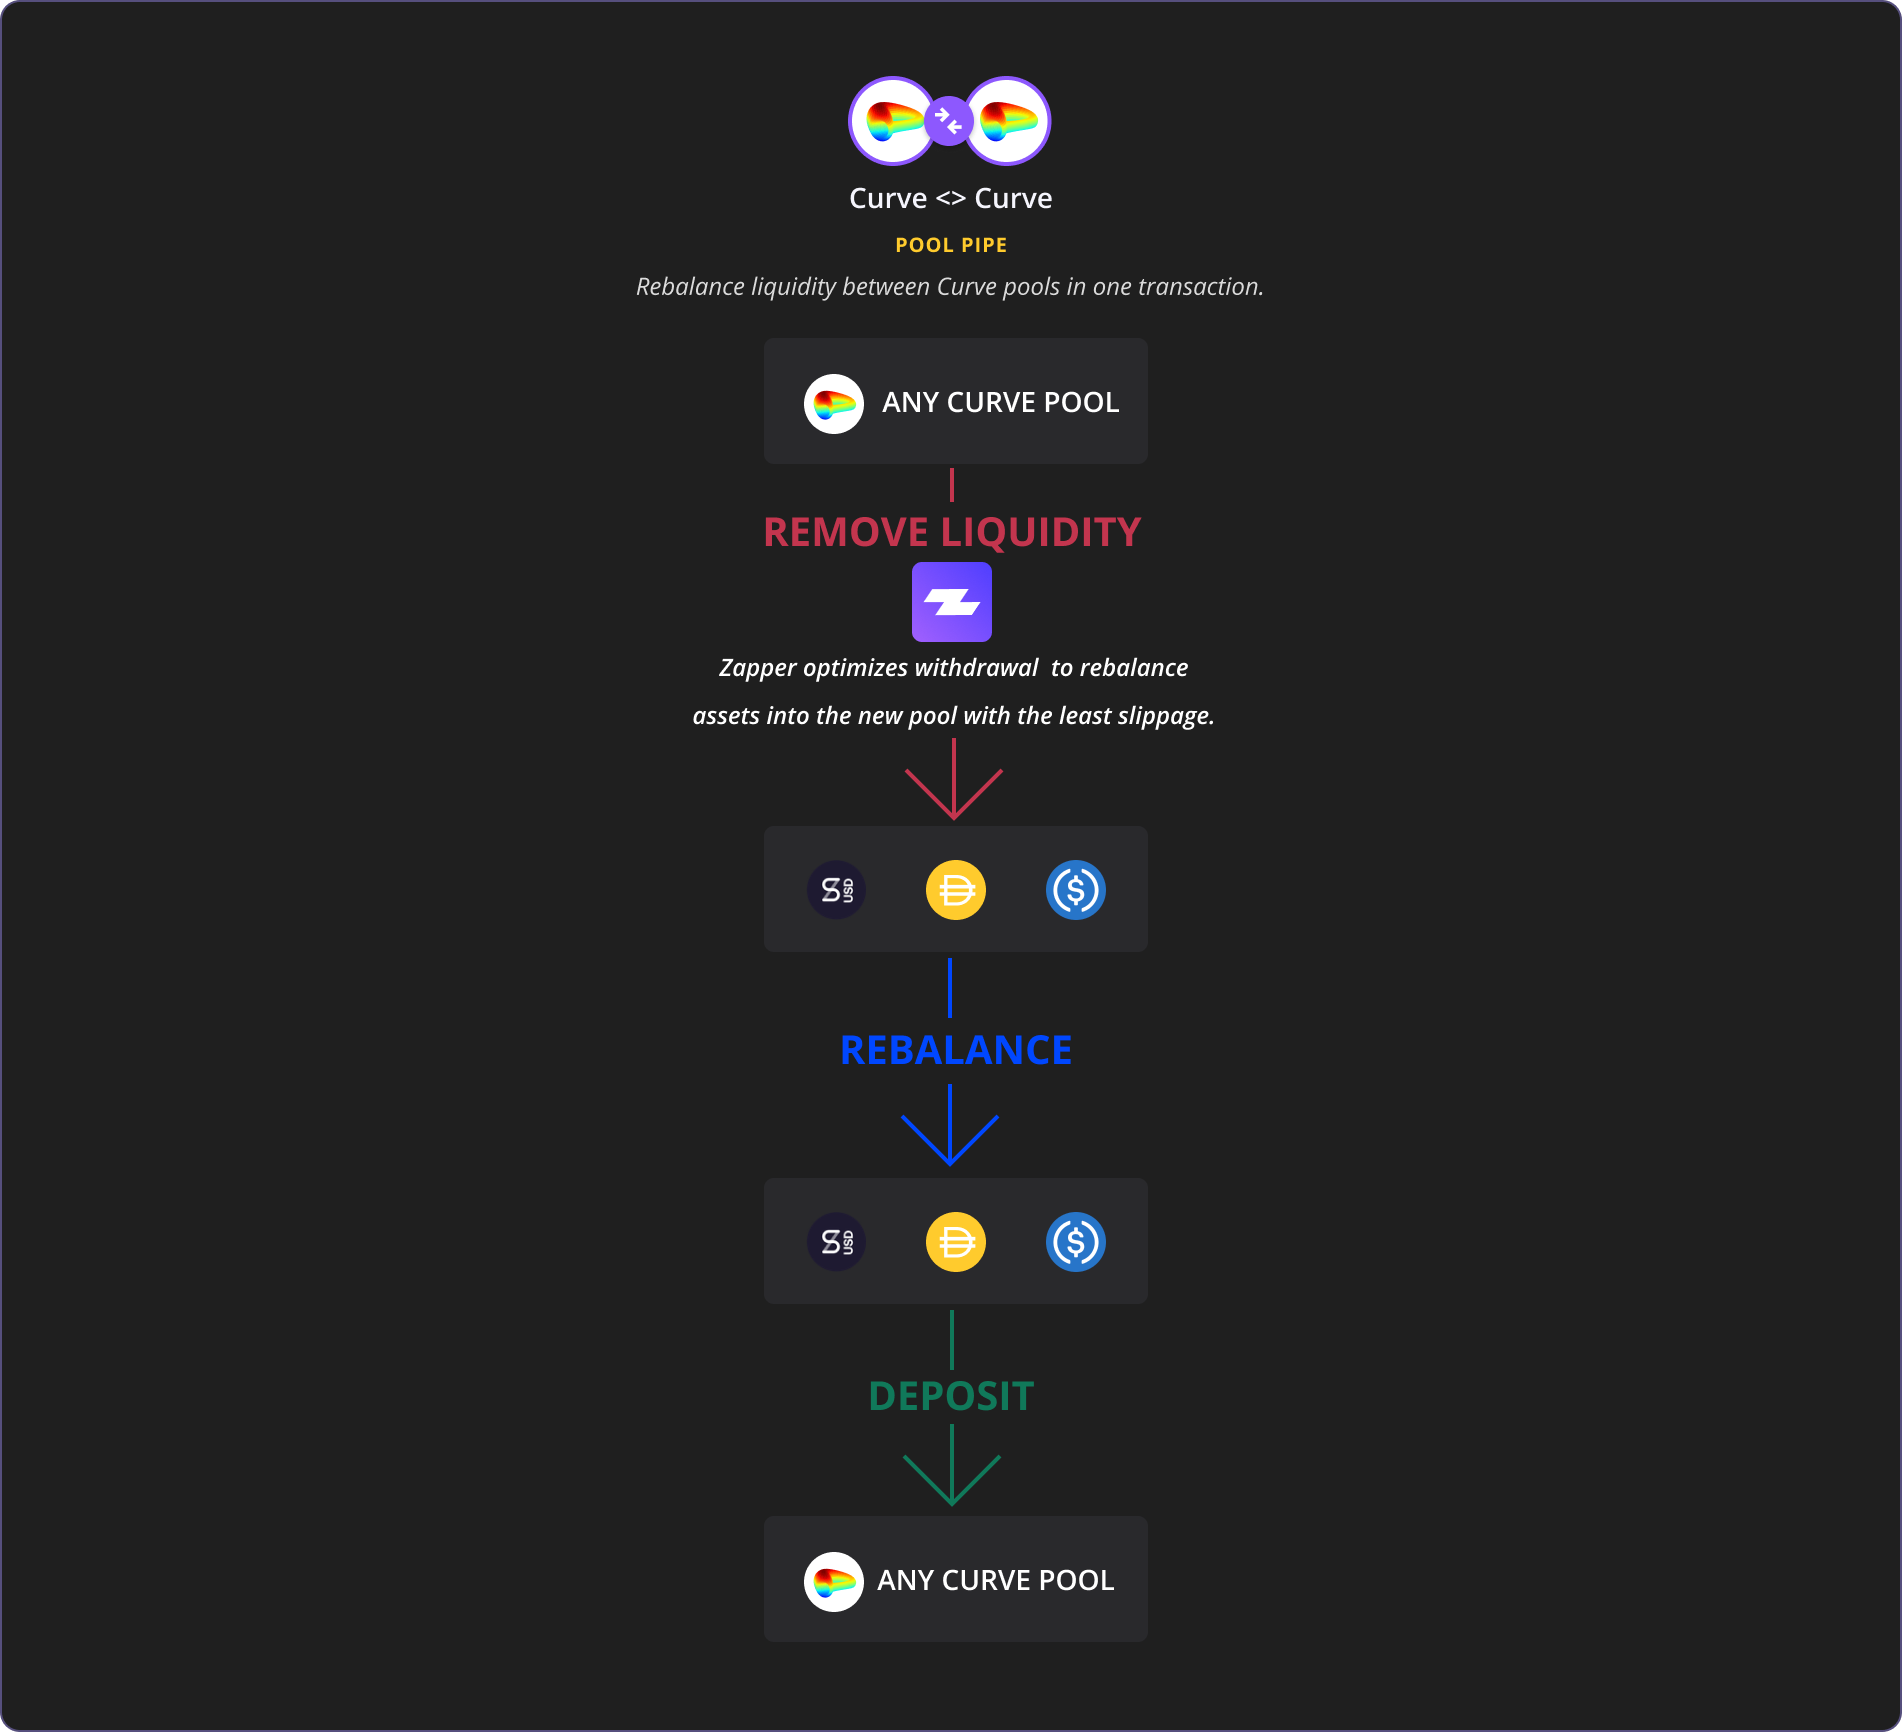 Curve <> Curve
POOL PIPE
Rebalance liquidity between Curve pools in one transaction.
ANY CURVE POOL
REMOVE LIQUIDITY
Zapper optimizes withdrawal  to rebalance
assets into the new pool with the least slippage.
S USD
REBALANCE
S USD
DEPOSIT
ANY CURVE POOL